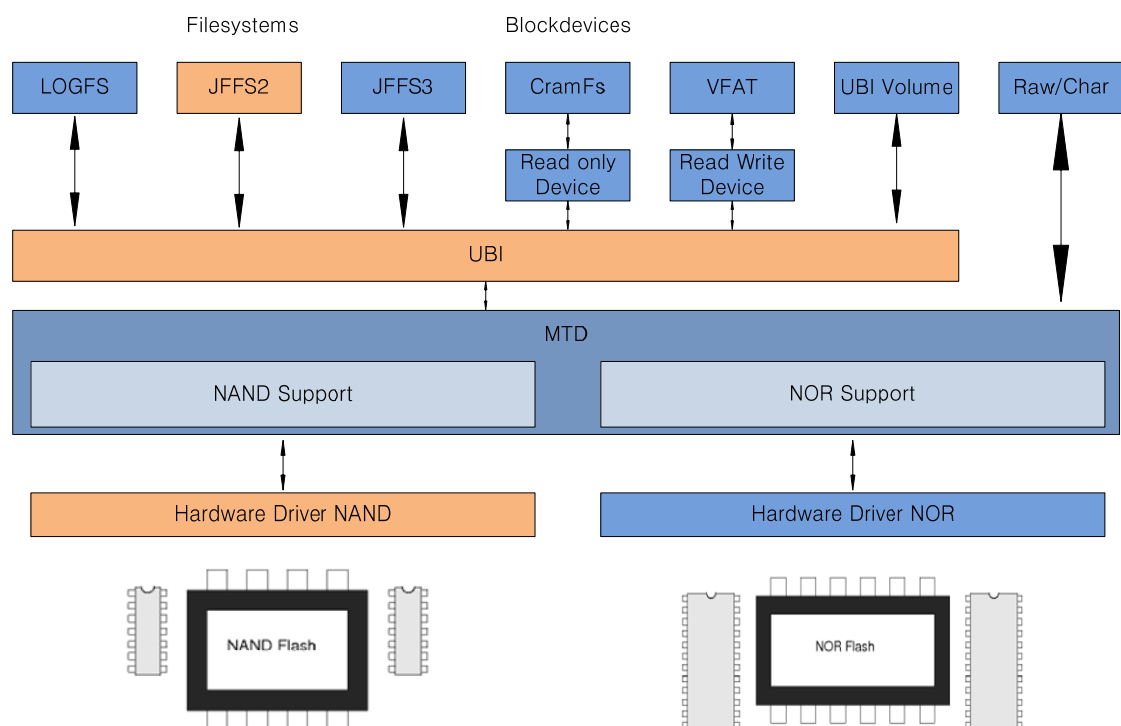 Filesystems
Blockdevices
LOGFS
JFFS2
JFFS3
CramFs
VFAT
UBI Volume
Raw/Char
Read only
Device
Read Write
Device
UBI
MTD
NAND Support
NOR Support
Hardware Driver NAND
Hardware Driver NOR
NAND Flash
NOR Flash